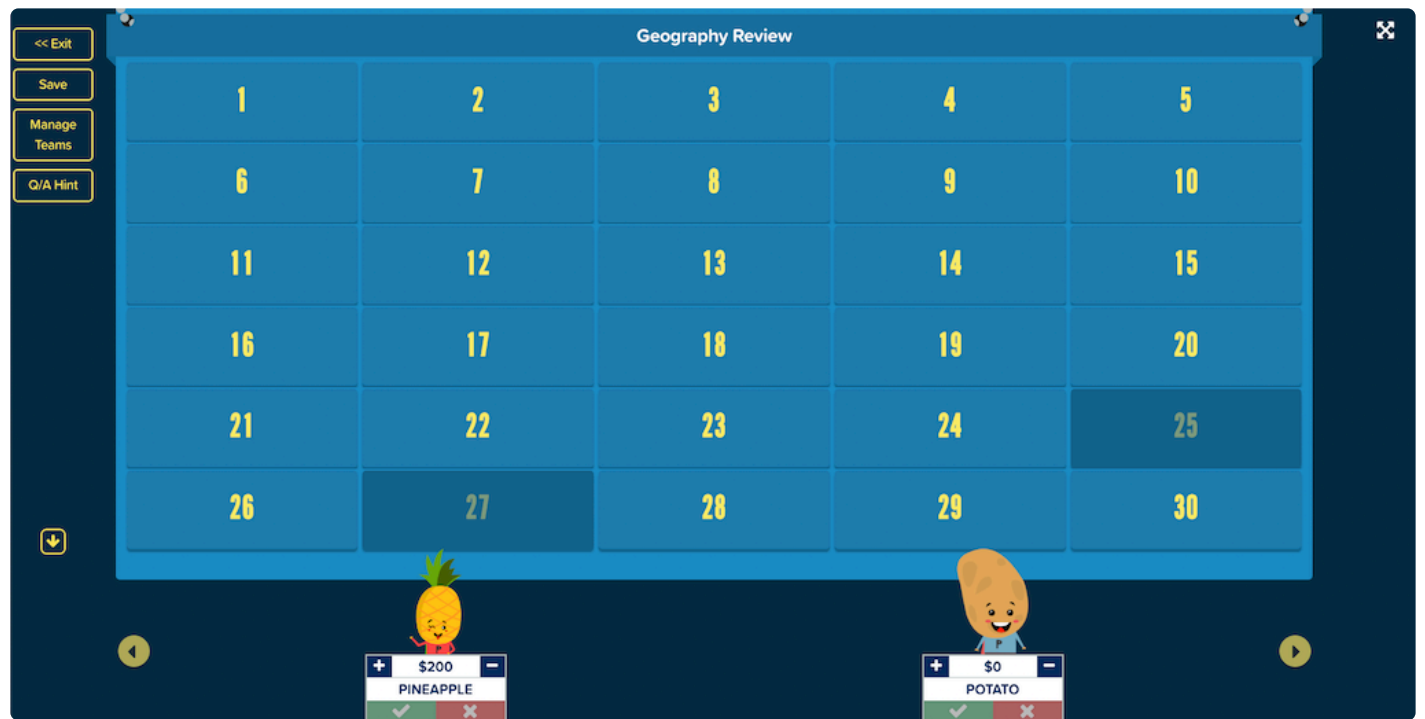 Geography Review
<< Exit
Save
Manage
Teams
Q/A Hint
1 2 3 4 5
6 7 8 9 10
11 12 13 14 15
16 17 18 19 20
21 22 23 24 25
26 27 28 29 30
P
P
+ $200 −
PINEAPPLE
+ $0 −
POTATO